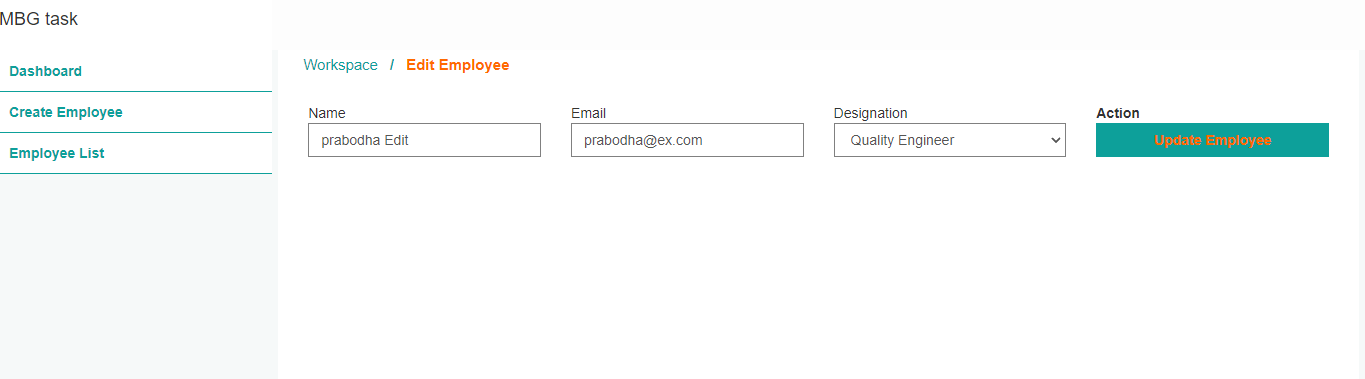 MBG task
Dashboard
Create Employee
Employee List
Workspace / Edit Employee
Name Email Designation Action
prabodha Edit prabodha@ex.com Quality Engineer Update Employee